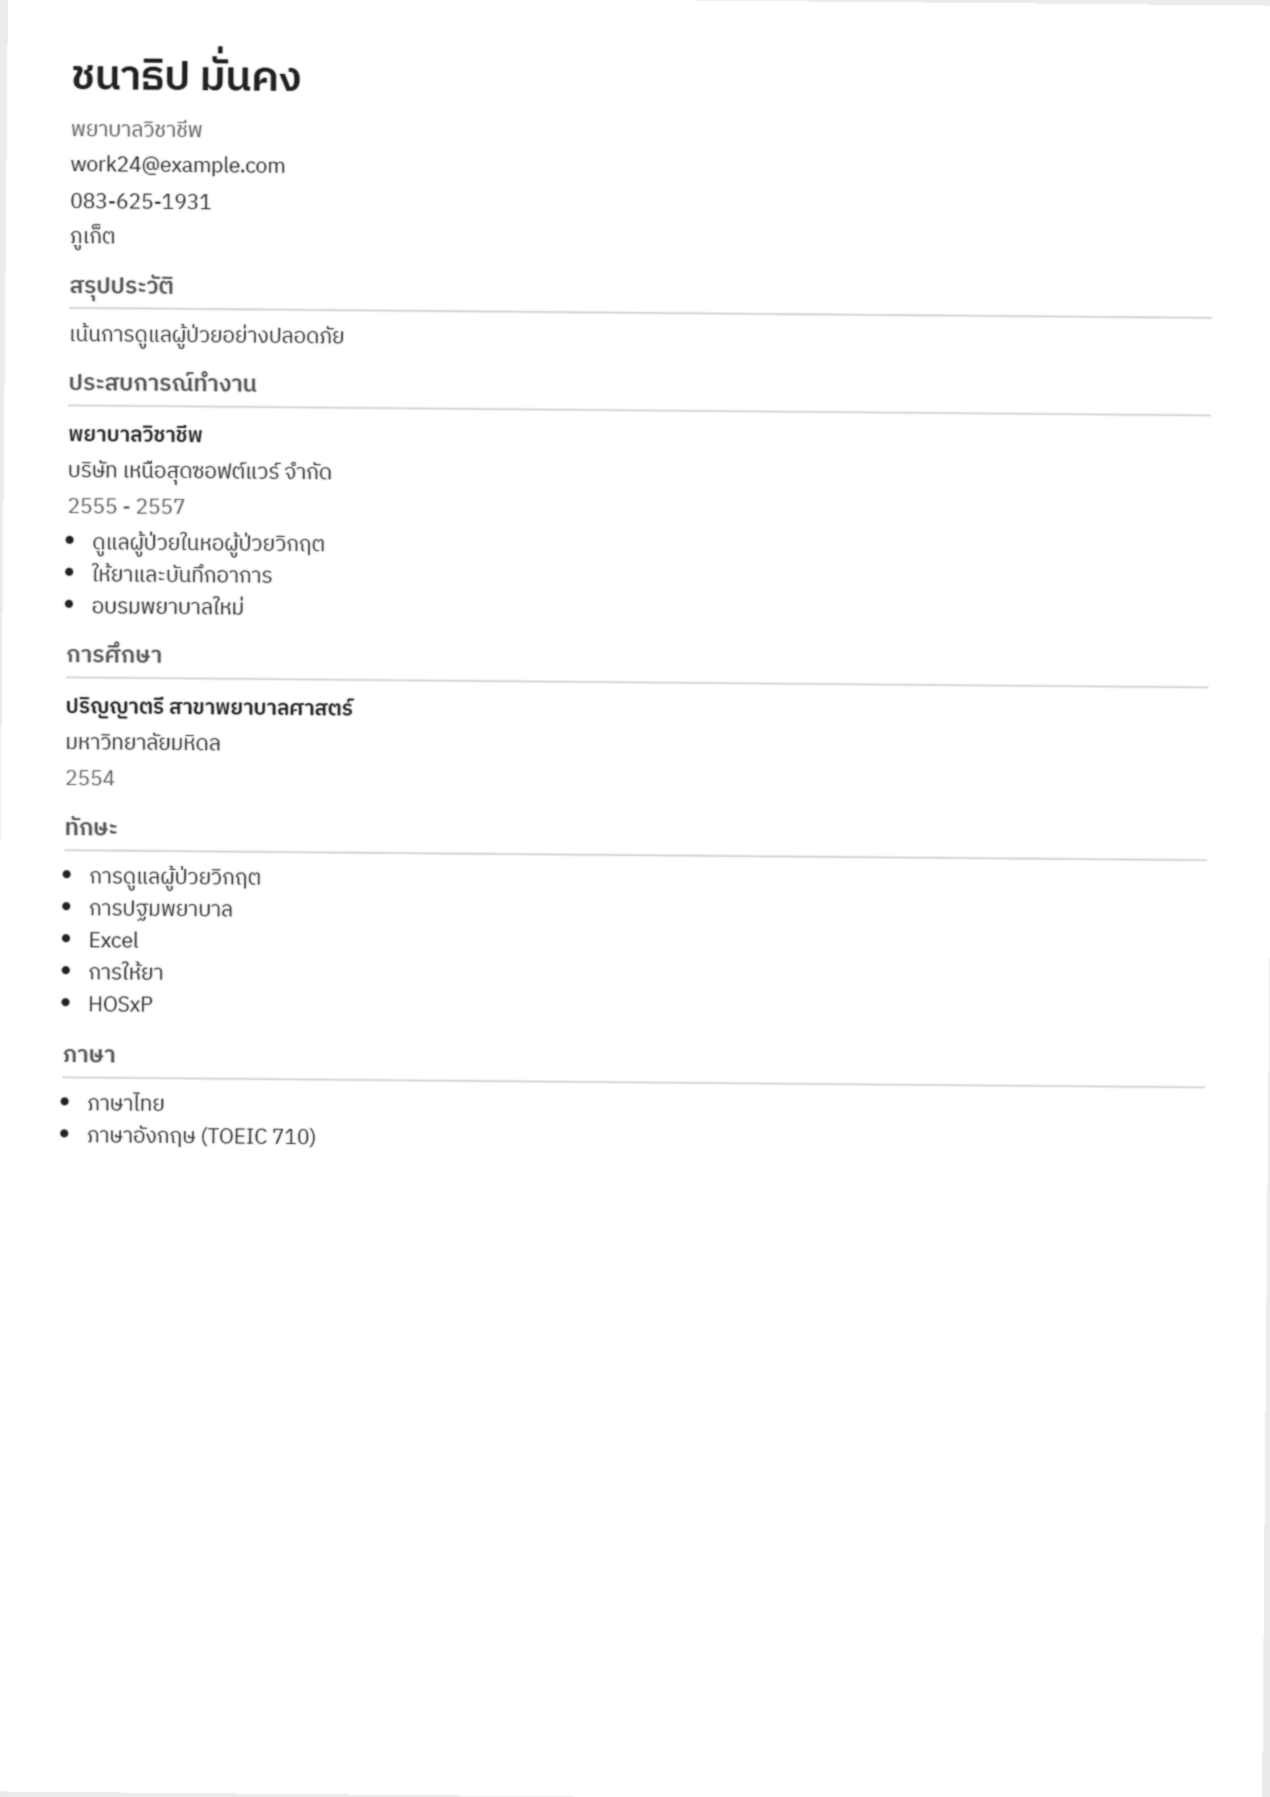 ชนาธิป มั่นคง
พยาบาลวิชาชีพ
work24@example.com
083-625-1931
ภูเก็ต
สรุปประวัติ
เน้นการดูแลผู้ป่วยอย่างปลอดภัย
ประสบการณ์ทำงาน
พยาบาลวิชาชีพ
บริษัท เหนือสุดซอฟต์แวร์ จำกัด
2555 - 2557
• ดูแลผู้ป่วยในหอผู้ป่วยวิกฤต
• ให้ยาและบันทึกอาการ
• อบรมพยาบาลใหม่
การศึกษา
ปริญญาตรี สาขาพยาบาลศาสตร์
มหาวิทยาลัยมหิดล
2554
ทักษะ
• การดูแลผู้ป่วยวิกฤต
• การปฐมพยาบาล
• Excel
• การให้ยา
• HOSxP
ภาษา
• ภาษาไทย
• ภาษาอังกฤษ (TOEIC 710)